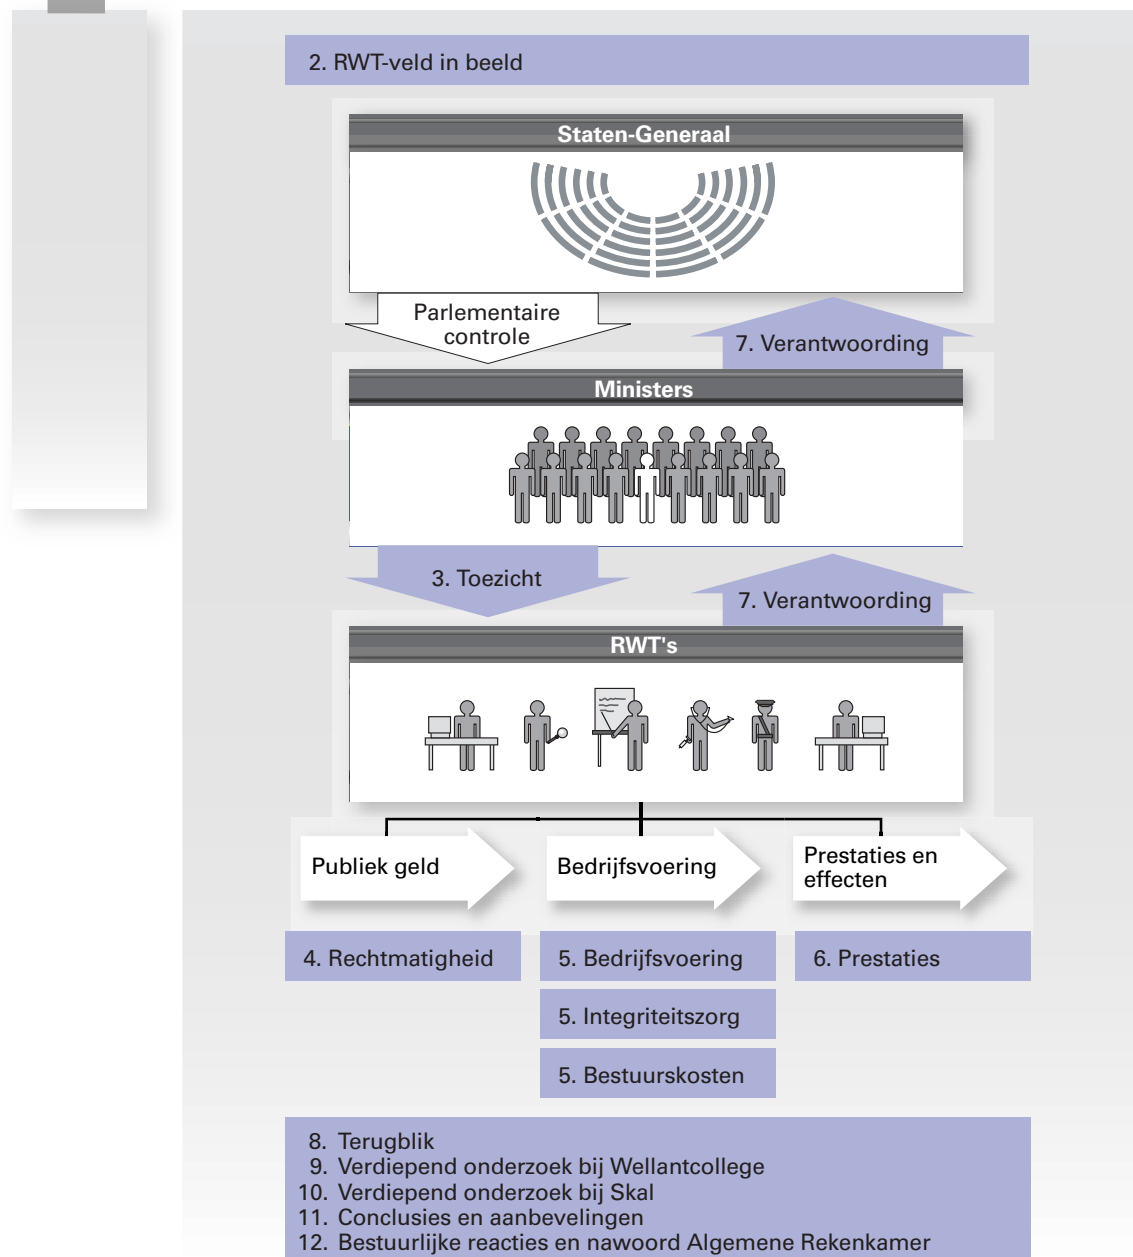 2. RWT-veld in beeld
Staten-Generaal
Parlementaire
controle
7. Verantwoording
Ministers
3. Toezicht
7. Verantwoording
RWT's
Publiek geld
Bedrijfsvoering
Prestaties en
effecten
4. Rechtmatigheid
5. Bedrijfsvoering
6. Prestaties
5. Integriteitszorg
5. Bestuurskosten
8. Terugblik
9. Verdiepend onderzoek bij Wellantcollege
10. Verdiepend onderzoek bij Skal
11. Conclusies en aanbevelingen
12. Bestuurlijke reacties en nawoord Algemene Rekenkamer